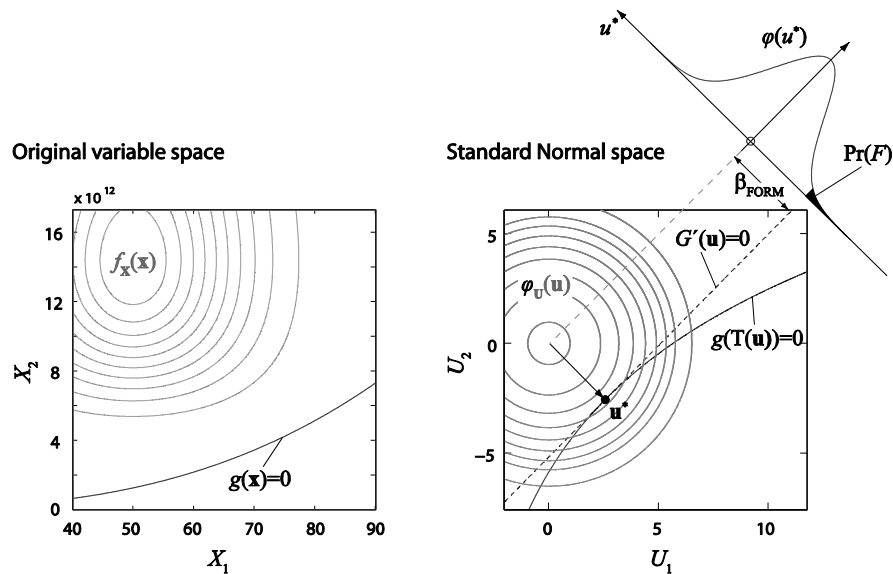 u*
φ(u*)
Original variable space
Standard Normal space
Pr(F)
β_FORM
x 10^12
f_X(x)
16
12
8
4
0
X_2
g(x)=0
40
50
60
70
80
90
X_1
G′(u)=0
φ_U(u)
g(T(u))=0
u*
5
0
−5
U_2
0
5
10
U_1